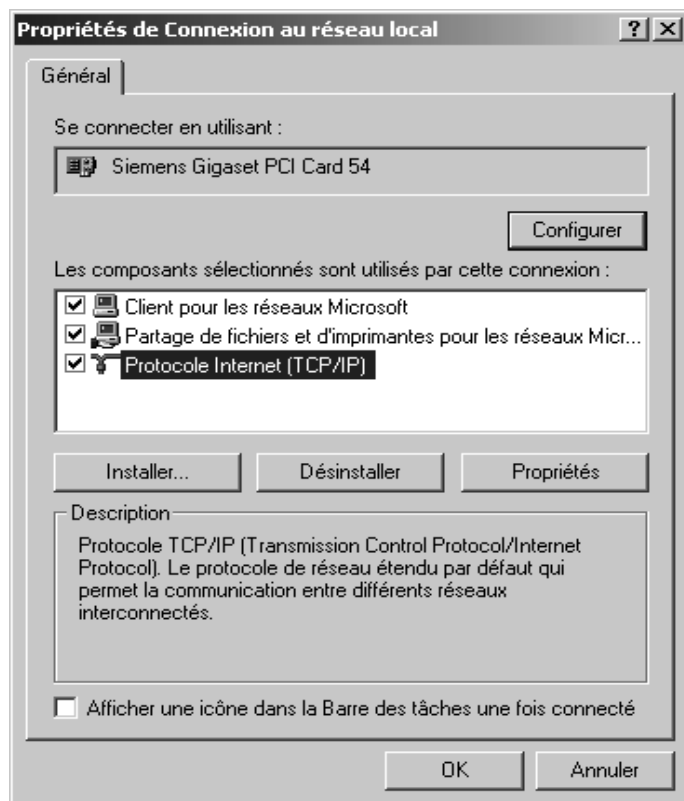 Propriétés de Connexion au réseau local
Général
Se connecter en utilisant :
Siemens Gigaset PCI Card 54
Configurer
Les composants sélectionnés sont utilisés par cette connexion :
Client pour les réseaux Microsoft
Partage de fichiers et d'imprimantes pour les réseaux Micr...
Protocole Internet (TCP/IP)
Installer... Désinstaller Propriétés
Description
Protocole TCP/IP (Transmission Control Protocol/Internet
Protocol). Le protocole de réseau étendu par défaut qui
permet la communication entre différents réseaux
interconnectés.
Afficher une icône dans la Barre des tâches une fois connecté
OK Annuler